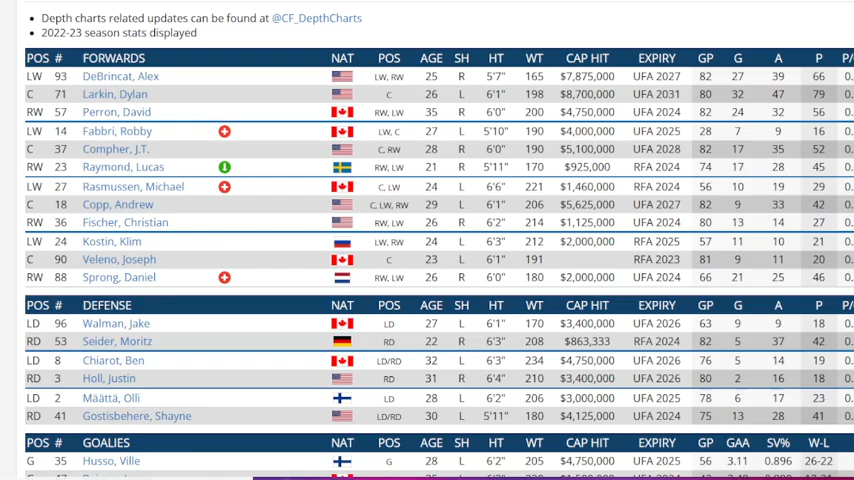 Depth charts related updates can be found at @CF_DepthCharts
2022-23 season stats displayed
POS # FORWARDS NAT POS AGE SH HT WT CAP HIT EXPIRY GP G A P P/
LW 93 DeBrincat, Alex LW, RW 25 R 5'7" 165 $7,875,000 UFA 2027 82 27 39 66 0.
C 71 Larkin, Dylan C 26 L 6'1" 198 $8,700,000 UFA 2031 80 32 47 79 0.
RW 57 Perron, David RW, LW 35 R 6'0" 200 $4,750,000 UFA 2024 82 24 32 56 0.
LW 14 Fabbri, Robby LW, C 27 L 5'10" 190 $4,000,000 UFA 2025 28 7 9 16 0.
C 37 Compher, J.T. C, RW 28 R 6'0" 190 $5,100,000 UFA 2028 82 17 35 52 0.
RW 23 Raymond, Lucas RW, LW 21 R 5'11" 170 $925,000 RFA 2024 74 17 28 45 0.
LW 27 Rasmussen, Michael C, LW 24 L 6'6" 221 $1,460,000 RFA 2024 56 10 19 29 0.
C 18 Copp, Andrew C, LW, RW 29 L 6'1" 206 $5,625,000 UFA 2027 82 9 33 42 0.
RW 36 Fischer, Christian RW, LW 26 R 6'2" 214 $1,125,000 UFA 2024 80 13 14 27 0.
LW 24 Kostin, Klim LW, RW 24 L 6'3" 212 $2,000,000 RFA 2025 57 11 10 21 0.
C 90 Veleno, Joseph C 23 L 6'1" 191 RFA 2023 81 9 11 20 0.
RW 88 Sprong, Daniel RW, LW 26 R 6'0" 180 $2,000,000 UFA 2024 66 21 25 46 0.
POS # DEFENSE NAT POS AGE SH HT WT CAP HIT EXPIRY GP G A P P/
LD 96 Walman, Jake LD 27 L 6'1" 170 $3,400,000 UFA 2026 63 9 9 18 0.
RD 53 Seider, Moritz RD 22 R 6'3" 208 $863,333 RFA 2024 82 5 37 42 0.
LD 8 Chiarot, Ben LD/RD 32 L 6'3" 234 $4,750,000 UFA 2026 76 5 14 19 0.
RD 3 Holl, Justin RD 31 R 6'4" 210 $3,400,000 UFA 2026 80 2 16 18 0.
LD 2 Määttä, Olli LD 28 L 6'2" 206 $3,000,000 UFA 2025 78 6 17 23 0.
RD 41 Gostisbehere, Shayne LD/RD 30 L 5'11" 180 $4,125,000 UFA 2024 75 13 28 41 0.
POS # GOALIES NAT POS AGE SH HT WT CAP HIT EXPIRY GP GAA SV% W-L
G 35 Husso, Ville G 28 L 6'2" 205 $4,750,000 UFA 2025 56 3.11 0.896 26-22